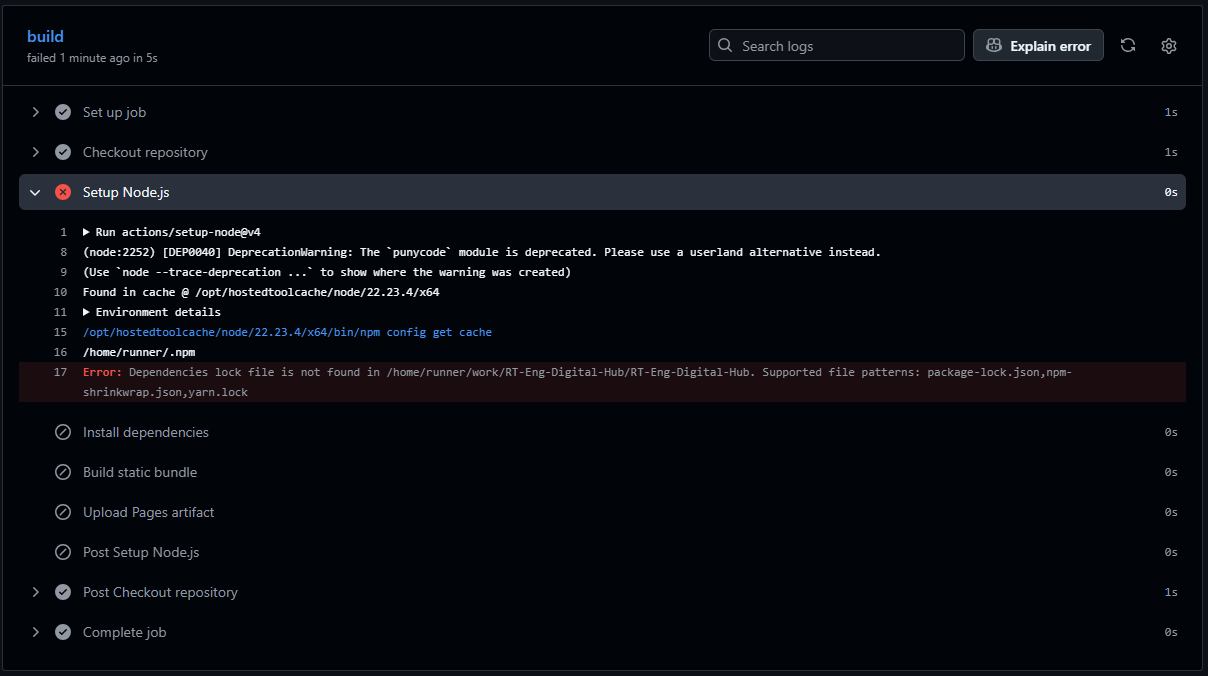 build
failed 1 minute ago in 5s
Search logs
Explain error
Set up job 1s
Checkout repository 1s
Setup Node.js 0s
1 Run actions/setup-node@v4
8 (node:2252) [DEP0040] DeprecationWarning: The `punycode` module is deprecated. Please use a userland alternative instead.
9 (Use `node --trace-deprecation ...` to show where the warning was created)
10 Found in cache @ /opt/hostedtoolcache/node/22.23.4/x64
11 Environment details
15 /opt/hostedtoolcache/node/22.23.4/x64/bin/npm config get cache
16 /home/runner/.npm
17 Error: Dependencies lock file is not found in /home/runner/work/RT-Eng-Digital-Hub/RT-Eng-Digital-Hub. Supported file patterns: package-lock.json,npm-
shrinkwrap.json,yarn.lock
Install dependencies 0s
Build static bundle 0s
Upload Pages artifact 0s
Post Setup Node.js 0s
Post Checkout repository 1s
Complete job 0s